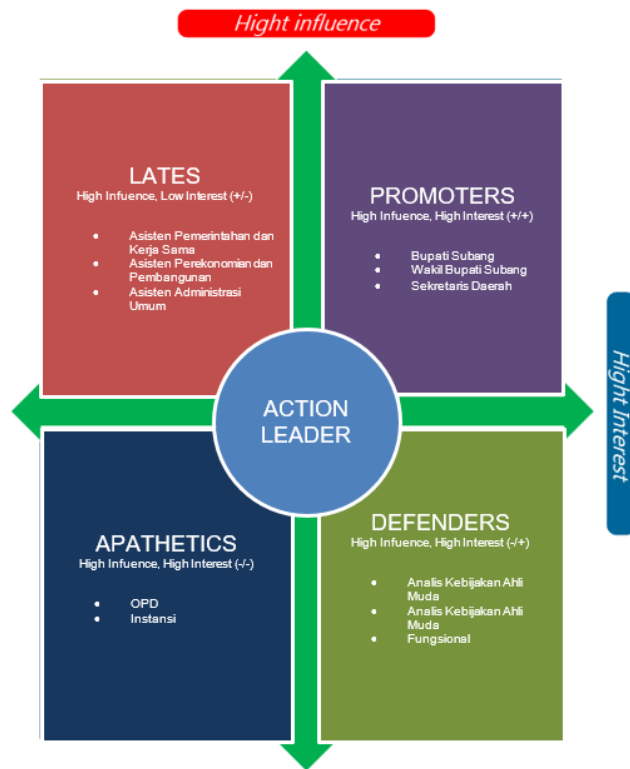 Hight influence
LATES
High Infuence, Low Interest (+/-)
• Asisten Pemerintahan dan
Kerja Sama
• Asisten Perekonomian dan
Pembangunan
• Asisten Administrasi
Umum
PROMOTERS
High Infuence, High Interest (+/+)
• Bupati Subang
• Wakil Bupati Subang
• Sekretaris Daerah
Hight Interest
ACTION
LEADER
APATHETICS
High Infuence, High Interest (-/-)
• OPD
• Instansi
DEFENDERS
High Infuence, High Interest (-/+)
• Analis Kebijakan Ahli
Muda
• Analis Kebijakan Ahli
Muda
• Fungsional